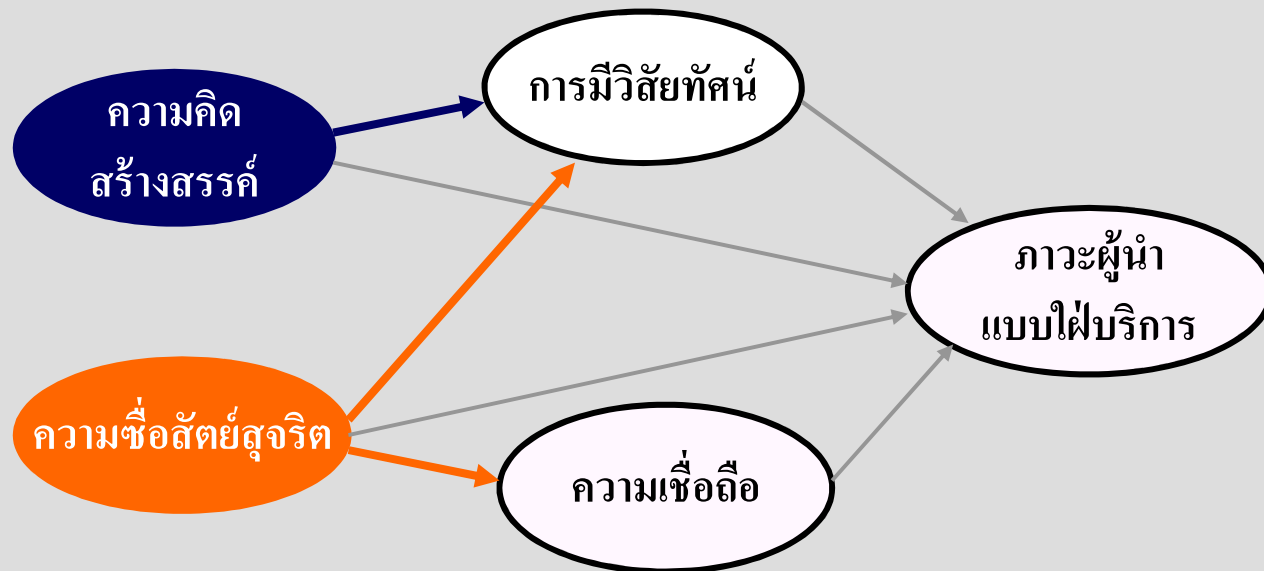 การมีวิสัยทัศน์
ความคิด
สร้างสรรค์
ภาวะผู้นำ
แบบใฝ่บริการ
ความซื่อสัตย์สุจริต
ความเชื่อถือ